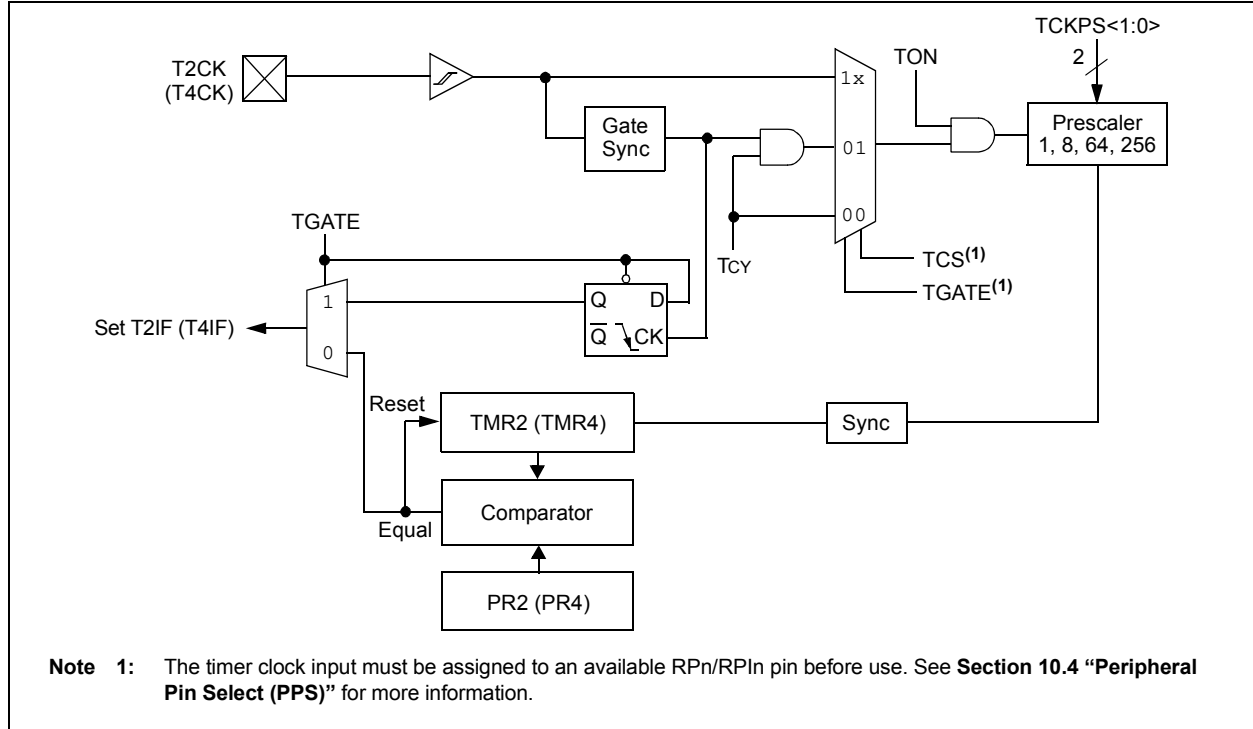 TCKPS<1:0>
2
T2CK
(T4CK)
TON
1x
Gate
Sync
Prescaler
1, 8, 64, 256
01
00
TGATE
TCY
TCS(1)
TGATE(1)
1
Q
D
Set T2IF (T4IF)
Q
CK
0
Reset
TMR2 (TMR4)
Sync
Equal
Comparator
PR2 (PR4)
Note 1: The timer clock input must be assigned to an available RPn/RPIn pin before use. See Section 10.4 “Peripheral
Pin Select (PPS)” for more information.